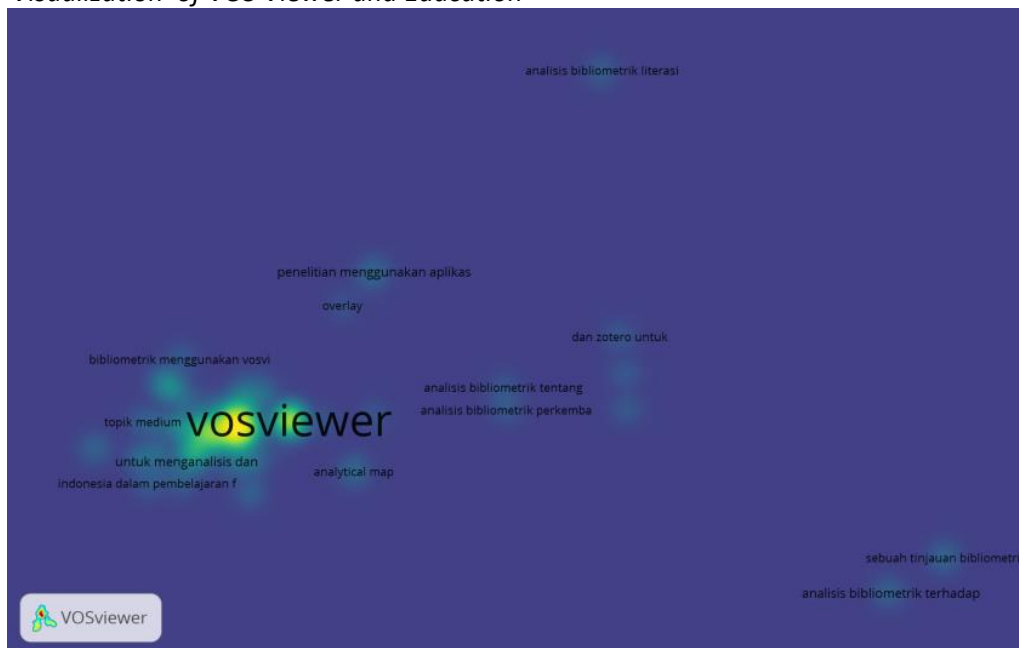 Visualization of VOS Viewer and Education
analisis bibliometrik literasi
penelitian menggunakan aplikas
overlay
dan zotero untuk
bibliometrik menggunakan vosvi
analisis bibliometrik tentang
analisis bibliometrik perkemba
topik medium
vosviewer
untuk menganalisis dan
analytical map
indonesia dalam pembelajaran f
sebuah tinjauan bibliometri
analisis bibliometrik terhadap
VOSviewer